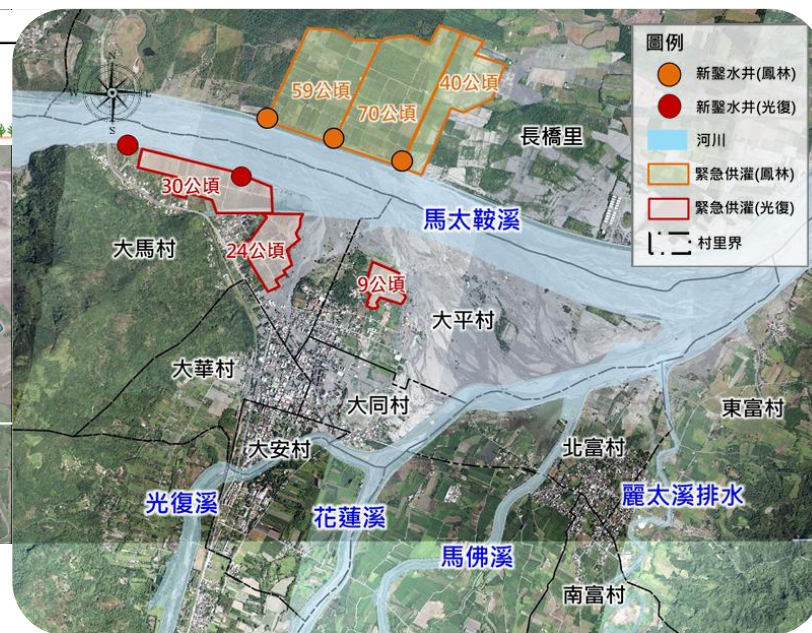 圖例
新鑿水井(鳳林)
新鑿水井(光復)
河川
緊急供灌(鳳林)
緊急供灌(光復)
村里界
N
W
E
S
59公頃
70公頃
40公頃
長橋里
30公頃
馬太鞍溪
大馬村
24公頃
9公頃
大平村
大華村
大同村
東富村
大安村
北富村
光復溪
花蓮溪
麗太溪排水
馬佛溪
南富村